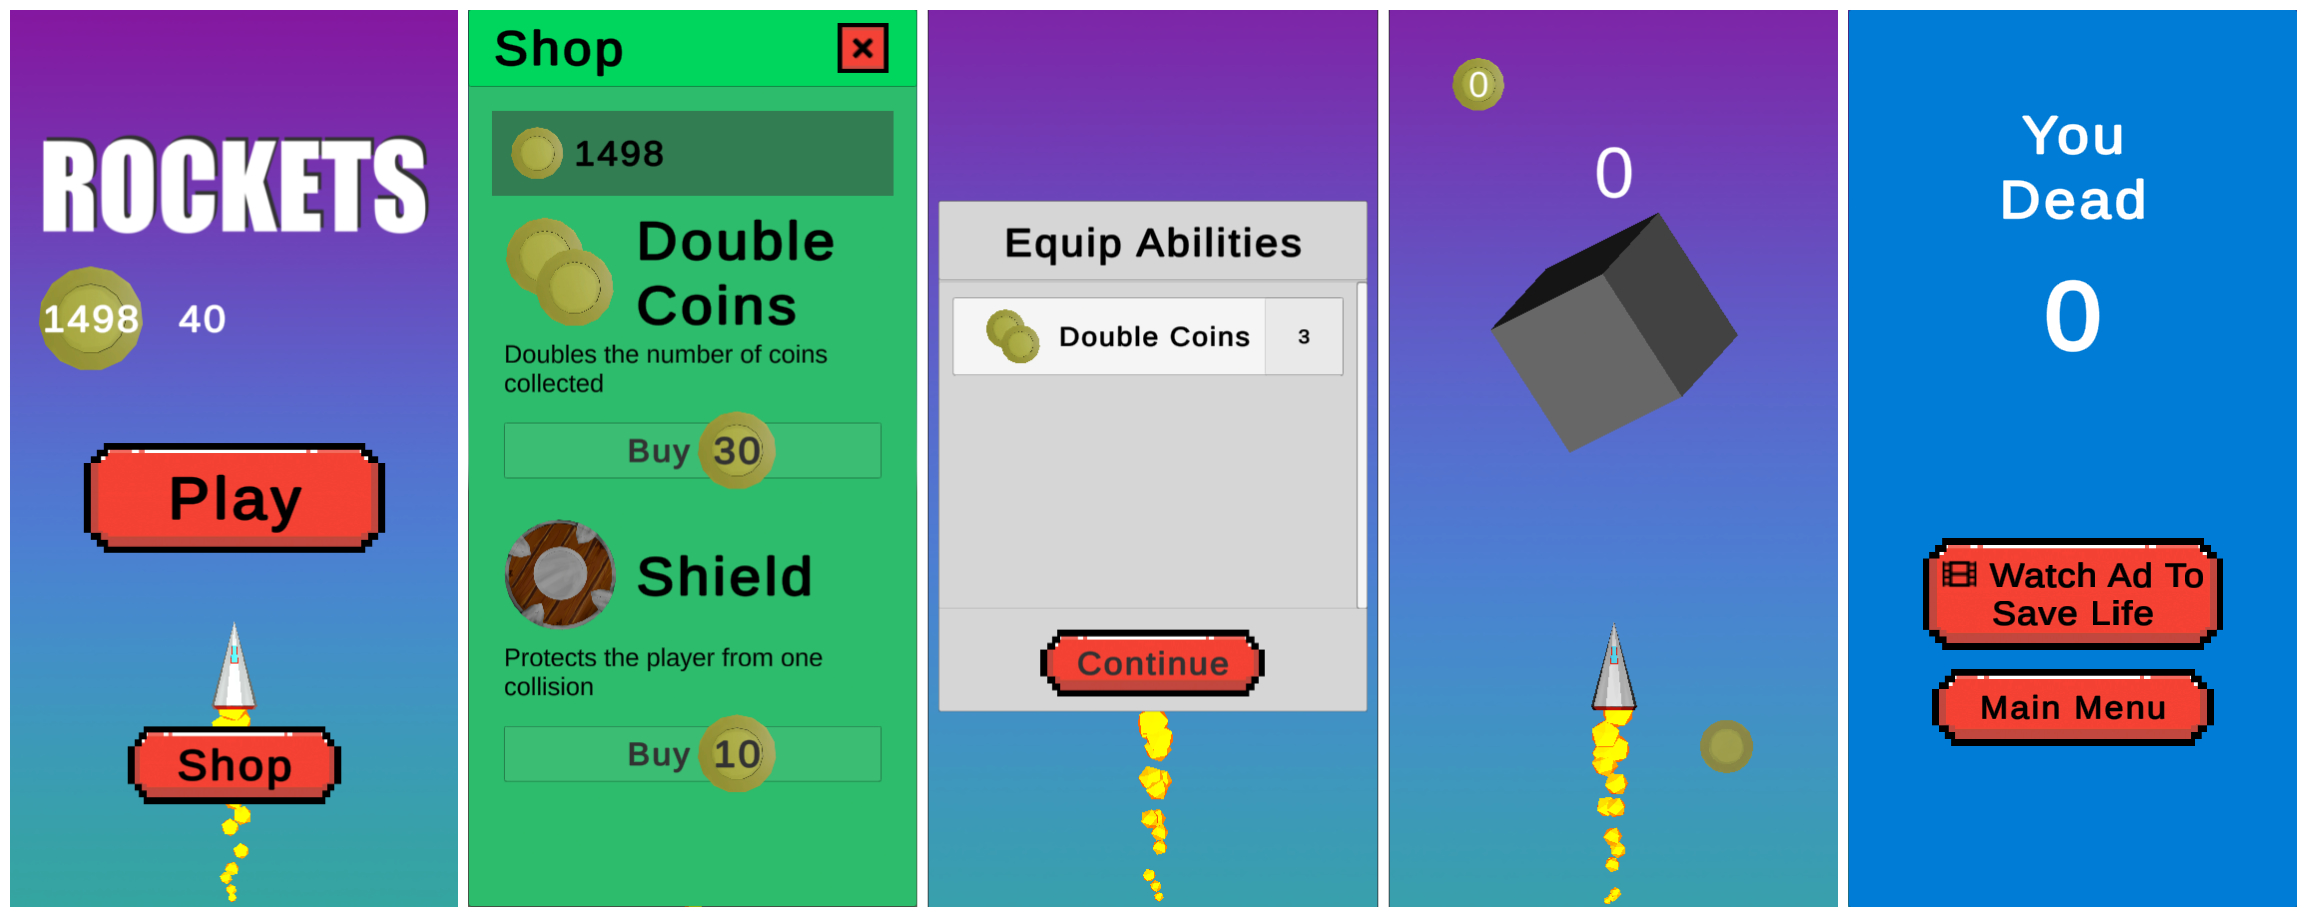 ROCKETS
1498 40
Play
Shop
Shop
1498
Double
Coins
Doubles the number of coins
collected
Buy 30
Shield
Protects the player from one
collision
Buy 10
Equip Abilities
Double Coins 3
Continue
0
0
You
Dead
0
Watch Ad To
Save Life
Main Menu